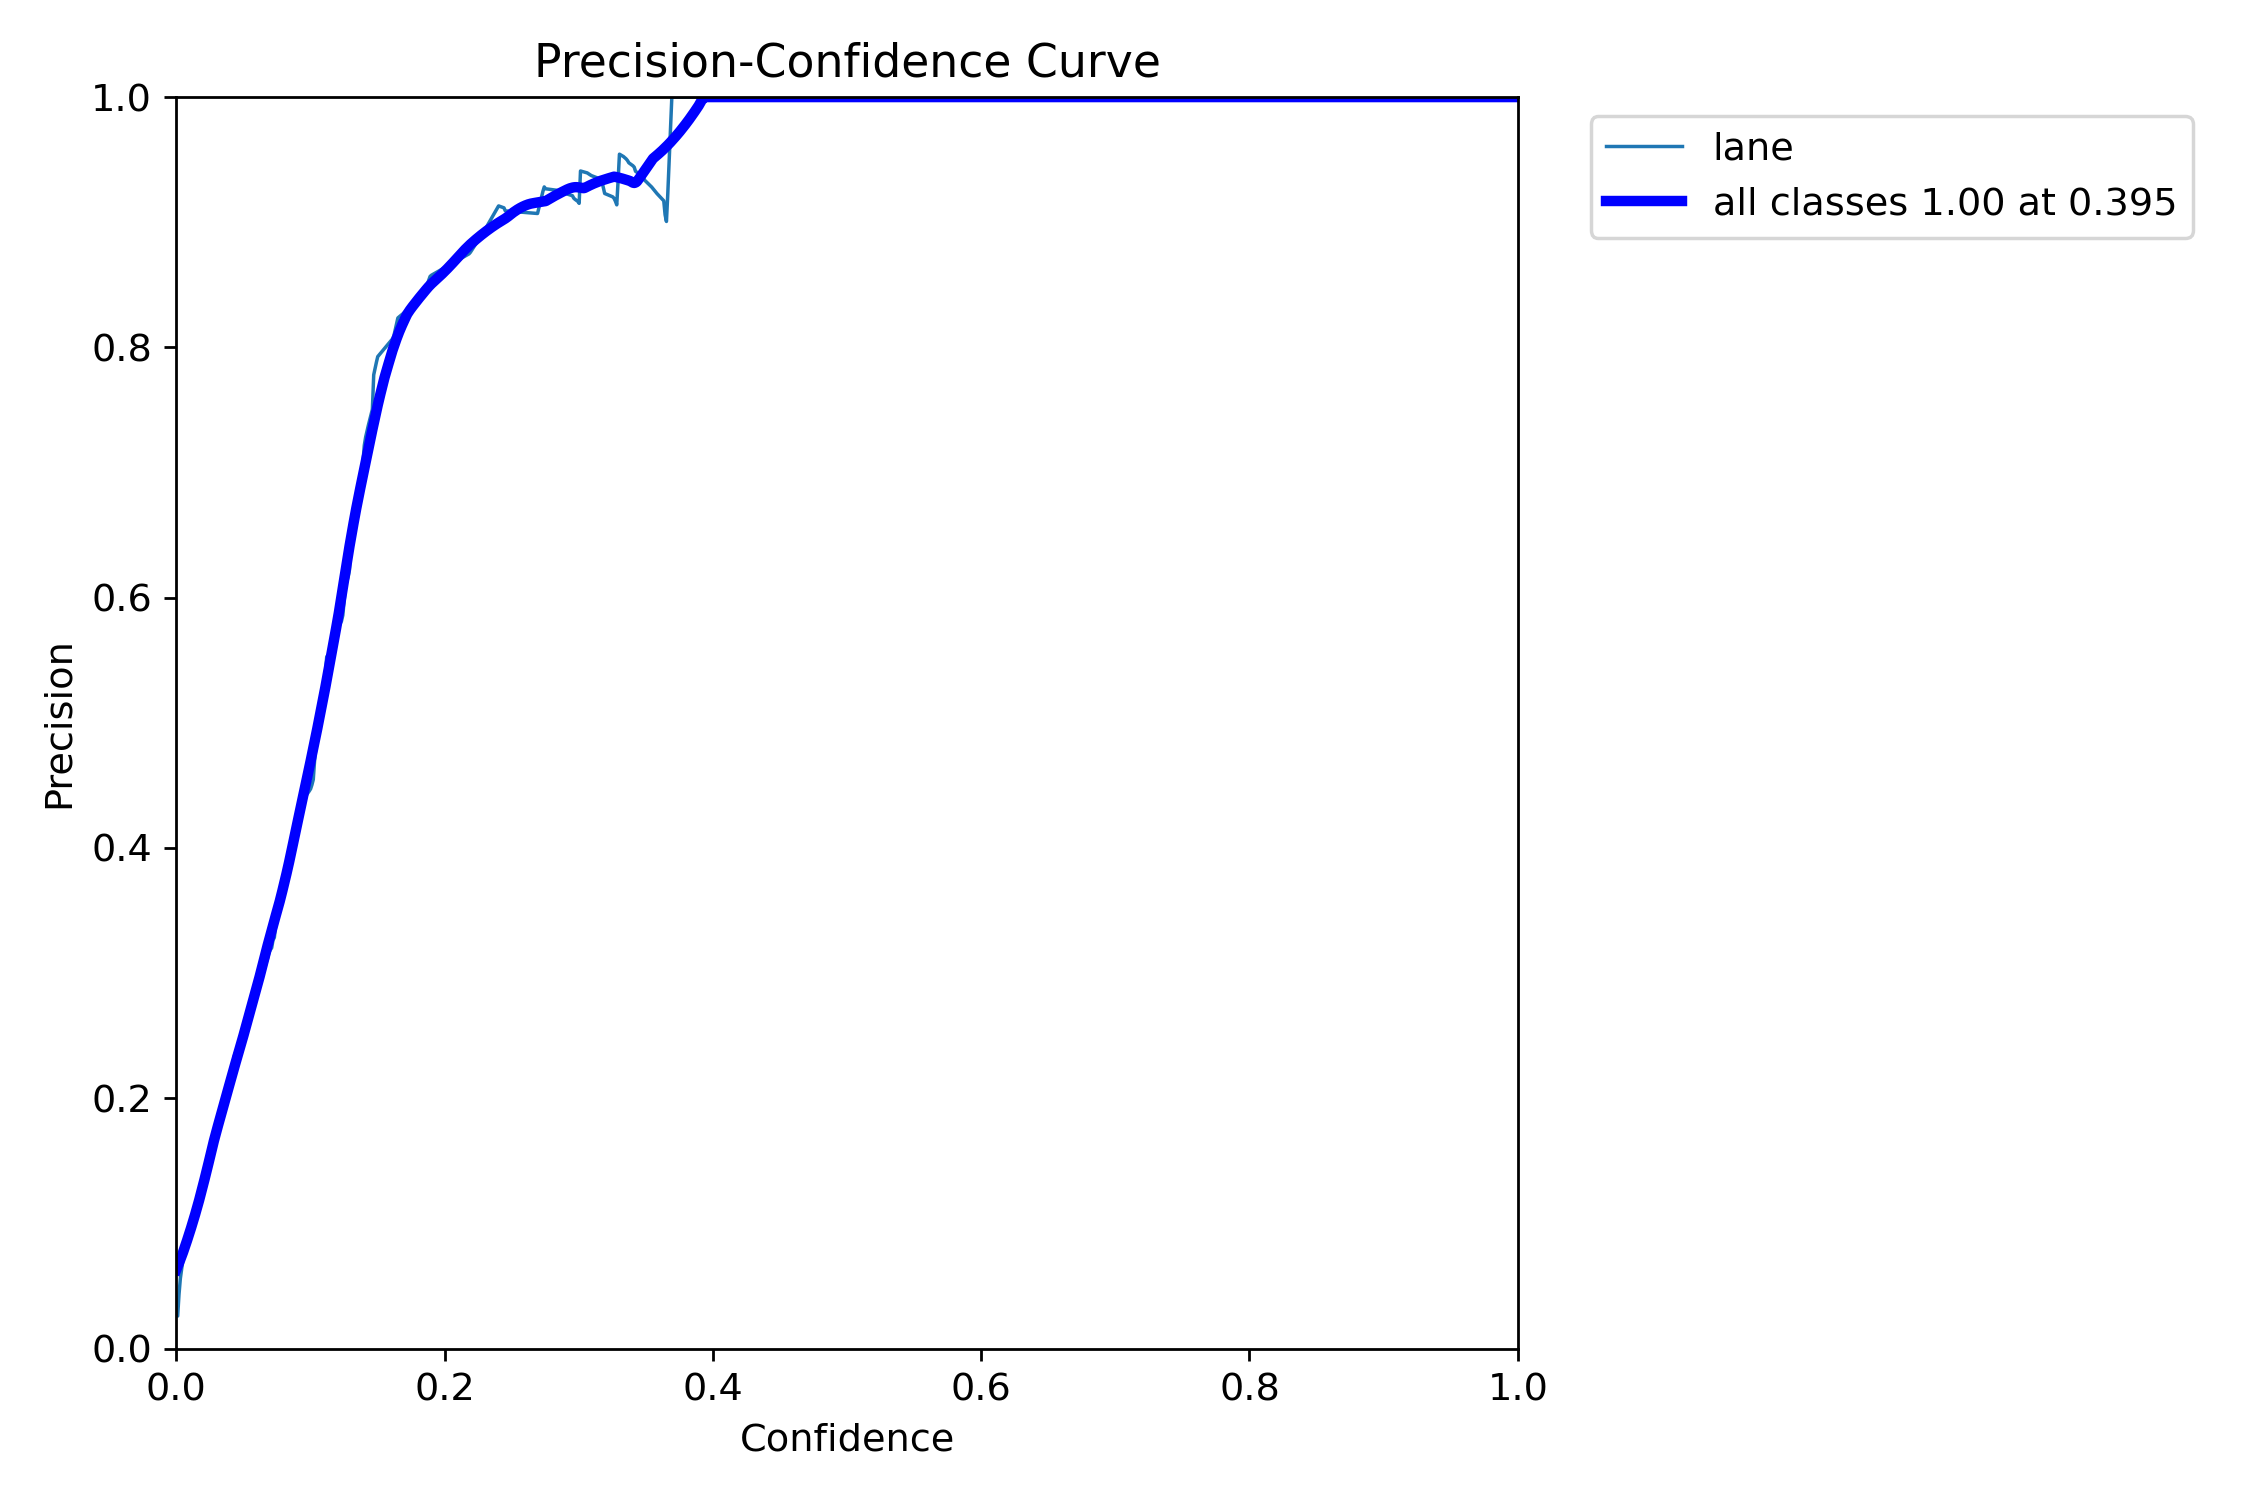 Precision-Confidence Curve
1.0
0.8
0.6
0.4
0.2
0.0
Precision
0.0 0.2 0.4 0.6 0.8 1.0
Confidence
lane
all classes 1.00 at 0.395